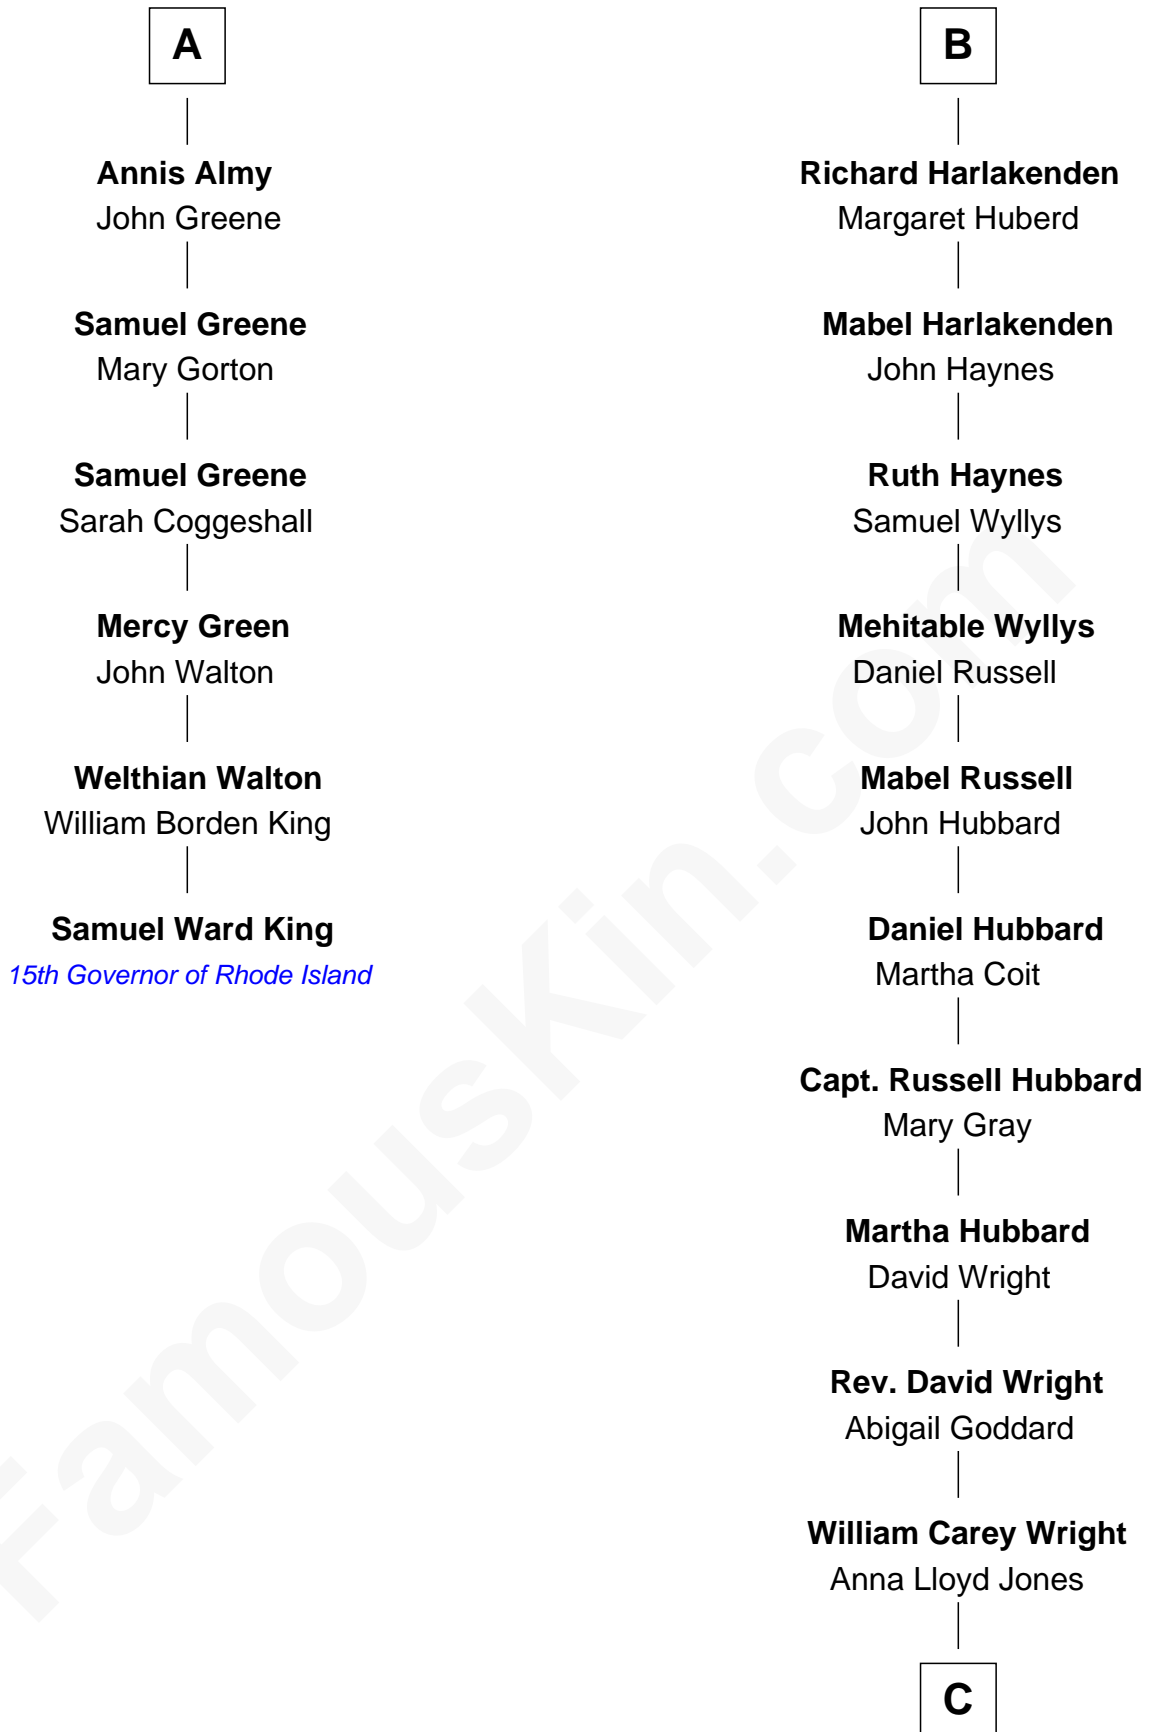 A
Annis Almy
John Greene
Samuel Greene
Mary Gorton
Samuel Greene
Sarah Coggeshall
Mercy Green
John Walton
Welthian Walton
William Borden King
Samuel Ward King
15th Governor of Rhode Island
B
Richard Harlakenden
Margaret Huberd
Mabel Harlakenden
John Haynes
Ruth Haynes
Samuel Wyllys
Mehitable Wyllys
Daniel Russell
Mabel Russell
John Hubbard
Daniel Hubbard
Martha Coit
Capt. Russell Hubbard
Mary Gray
Martha Hubbard
David Wright
Rev. David Wright
Abigail Goddard
William Carey Wright
Anna Lloyd Jones
C
FamousKin.com